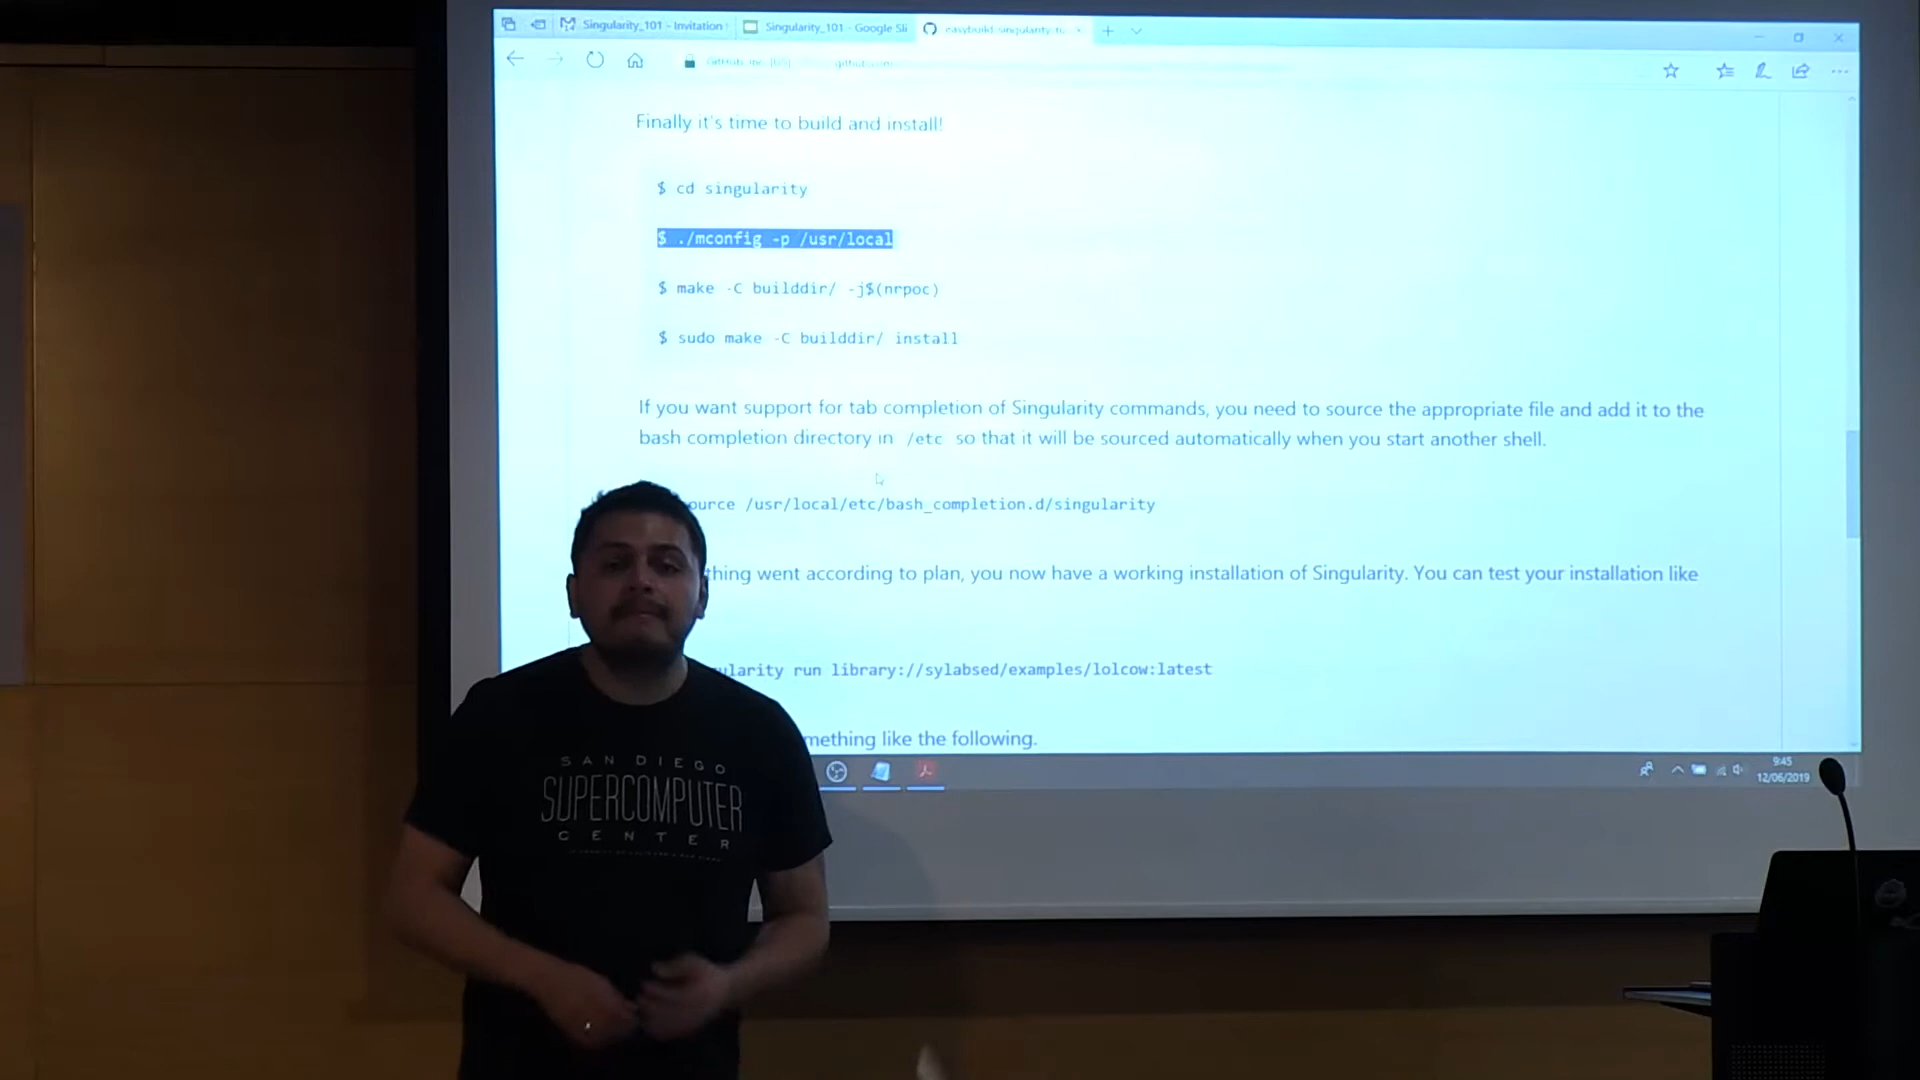 Singularity_101 - Invitation
Singularity_101 - Google Sli
Finally it's time to build and install!
$ cd singularity
$ ./mconfig -p /usr/local
$ make -C builddir/ -j$(nrpoc)
$ sudo make -C builddir/ install
If you want support for tab completion of Singularity commands, you need to source the appropriate file and add it to the
bash completion directory in /etc so that it will be sourced automatically when you start another shell.
ource /usr/local/etc/bash_completion.d/singularity
thing went according to plan, you now have a working installation of Singularity. You can test your installation like
gularity run library://sylabsed/examples/lolcow:latest
mething like the following.
9:45
12/06/2019
SAN DIEGO
SUPERCOMPUTER
CENTER